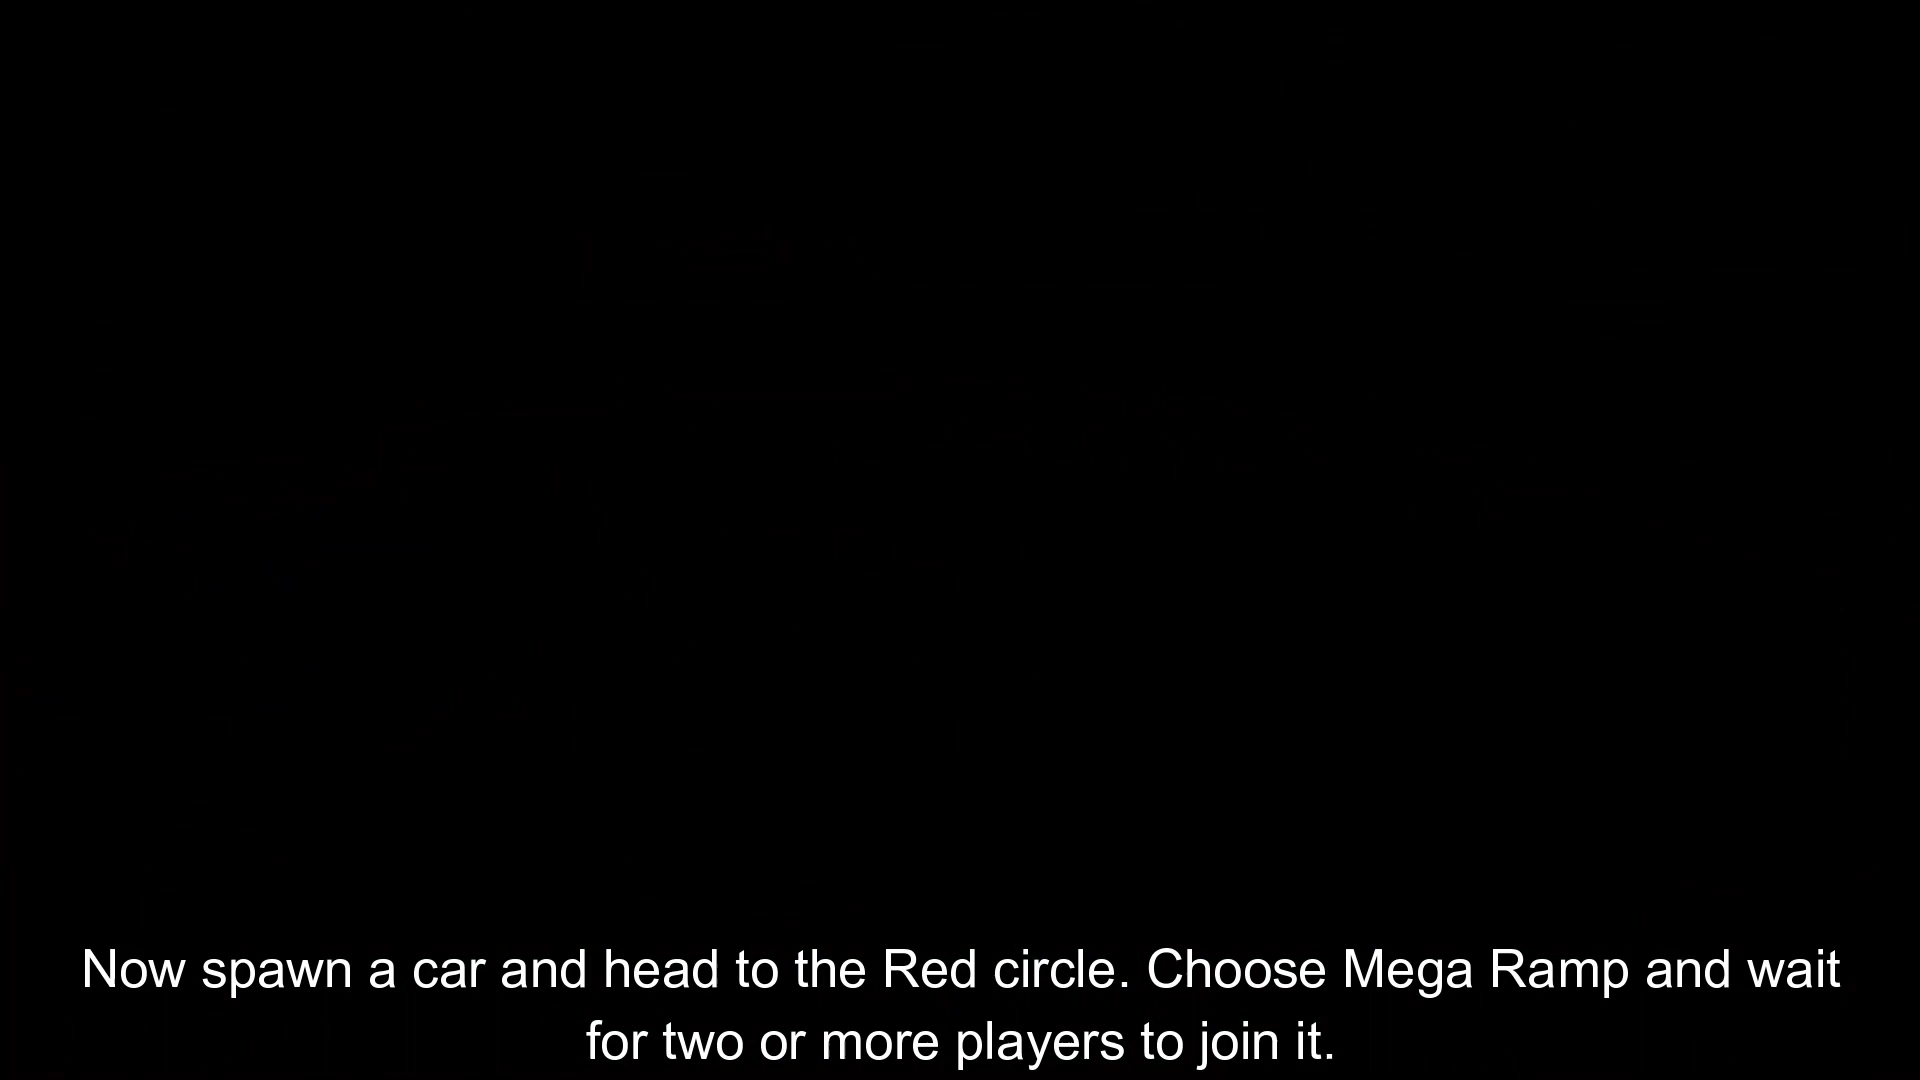 Now spawn a car and head to the Red circle. Choose Mega Ramp and wait
for two or more players to join it.